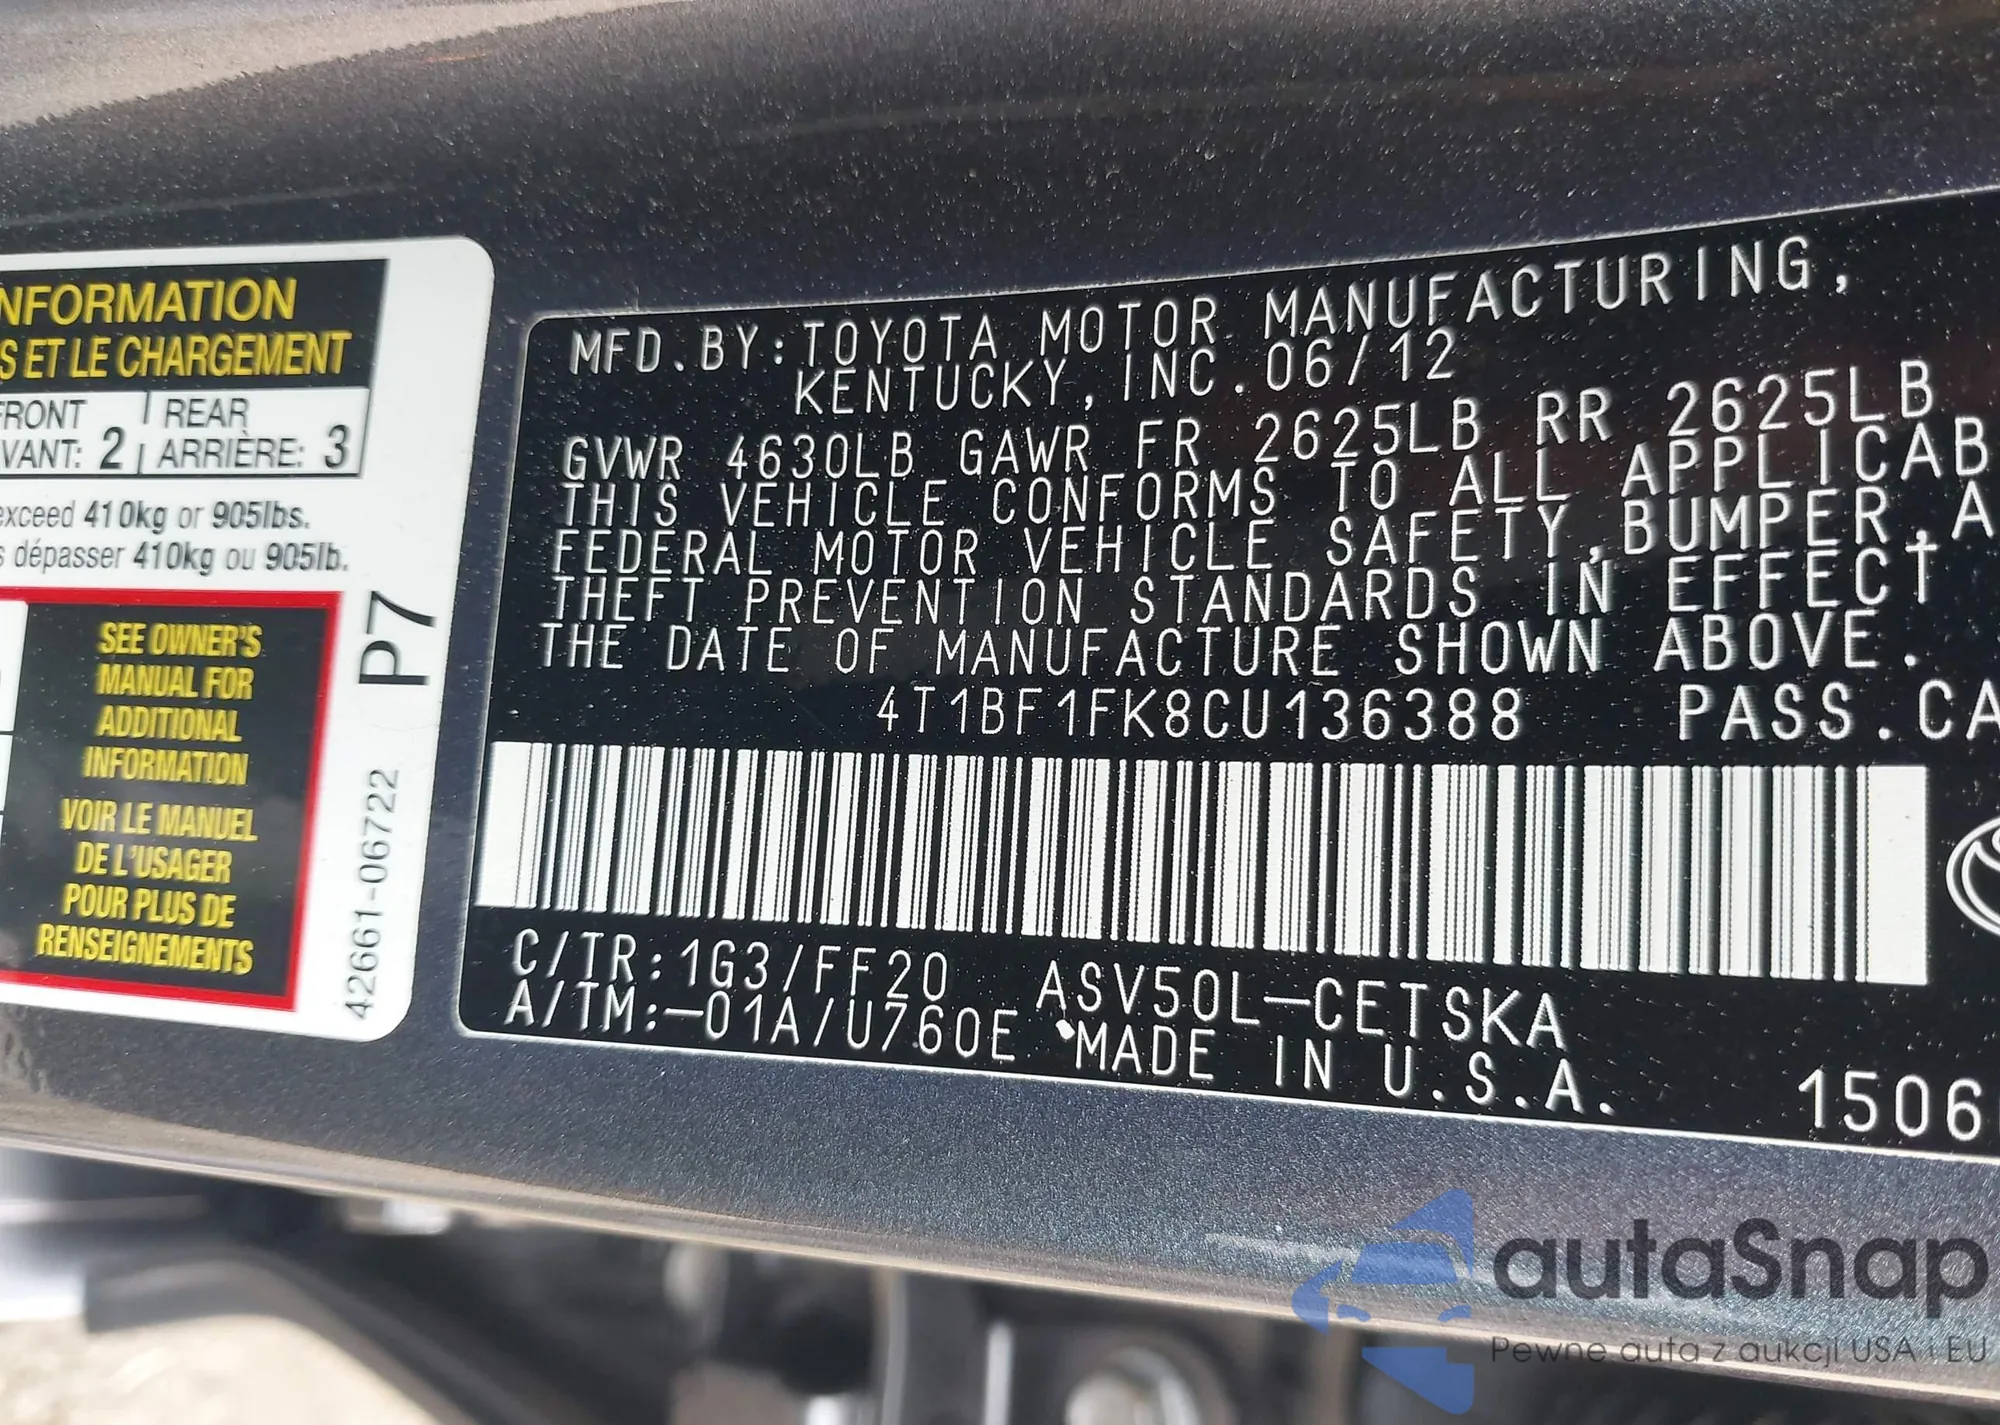 NFORMATION
S ET LE CHARGEMENT
FRONT REAR
VANT: 2 ARRIÈRE: 3
exceed 410kg or 905lbs.
s dépasser 410kg ou 905lb.
SEE OWNER'S
MANUAL FOR
ADDITIONAL
INFORMATION
VOIR LE MANUEL
DE L'USAGER
POUR PLUS DE
RENSEIGNEMENTS
P7
42661-06722
MFD.BY:TOYOTA MOTOR MANUFACTURING,
KENTUCKY, INC.06/12
GVWR 4630LB GAWR FR 2625LB RR 2625LB
THIS VEHICLE CONFORMS TO ALL APPLICAB
FEDERAL MOTOR VEHICLE SAFETY,BUMPER,A
THEFT PREVENTION STANDARDS IN EFFECT
THE DATE OF MANUFACTURE SHOWN ABOVE.
4T1BF1FK8CU136388 PASS.CA
C/TR:1G3/FF20 ASV50L-CETSKA
A/TM:-01A/U760E MADE IN U.S.A.
1506
autaSnap
Pewne auta z aukcji USA i EU